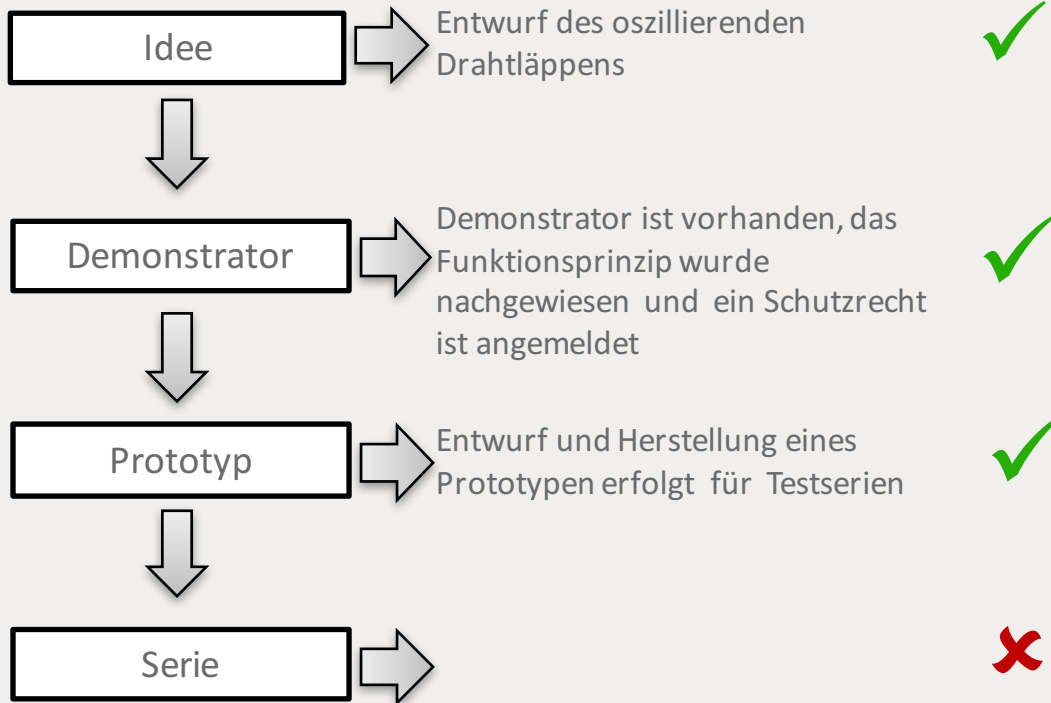 Idee
Entwurf des oszillierenden
Drahtläppens
Demonstrator
Demonstrator ist vorhanden, das
Funktionsprinzip wurde
nachgewiesen und ein Schutzrecht
ist angemeldet
Prototyp
Entwurf und Herstellung eines
Prototypen erfolgt für Testserien
Serie